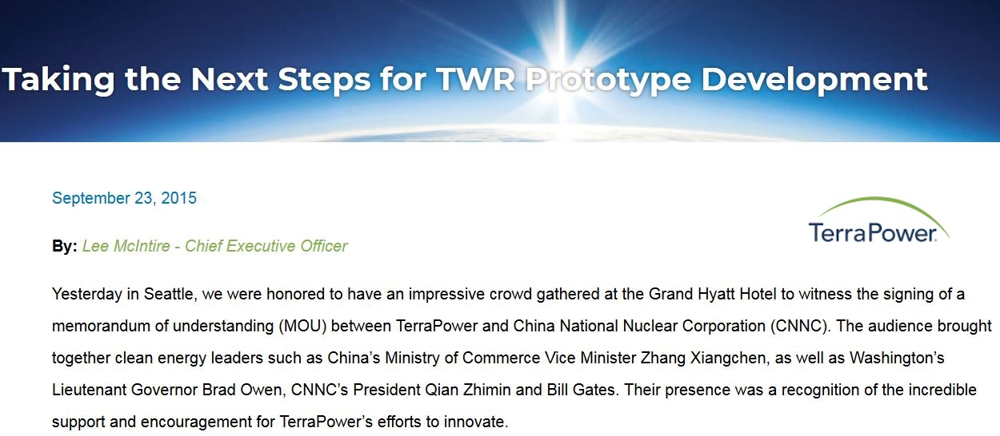 Taking the Next Steps for TWR Prototype Development
September 23, 2015
TerraPower
By: Lee McIntire - Chief Executive Officer
Yesterday in Seattle, we were honored to have an impressive crowd gathered at the Grand Hyatt Hotel to witness the signing of a
memorandum of understanding (MOU) between TerraPower and China National Nuclear Corporation (CNNC). The audience brought
together clean energy leaders such as China’s Ministry of Commerce Vice Minister Zhang Xiangchen, as well as Washington’s
Lieutenant Governor Brad Owen, CNNC’s President Qian Zhimin and Bill Gates. Their presence was a recognition of the incredible
support and encouragement for TerraPower’s efforts to innovate.